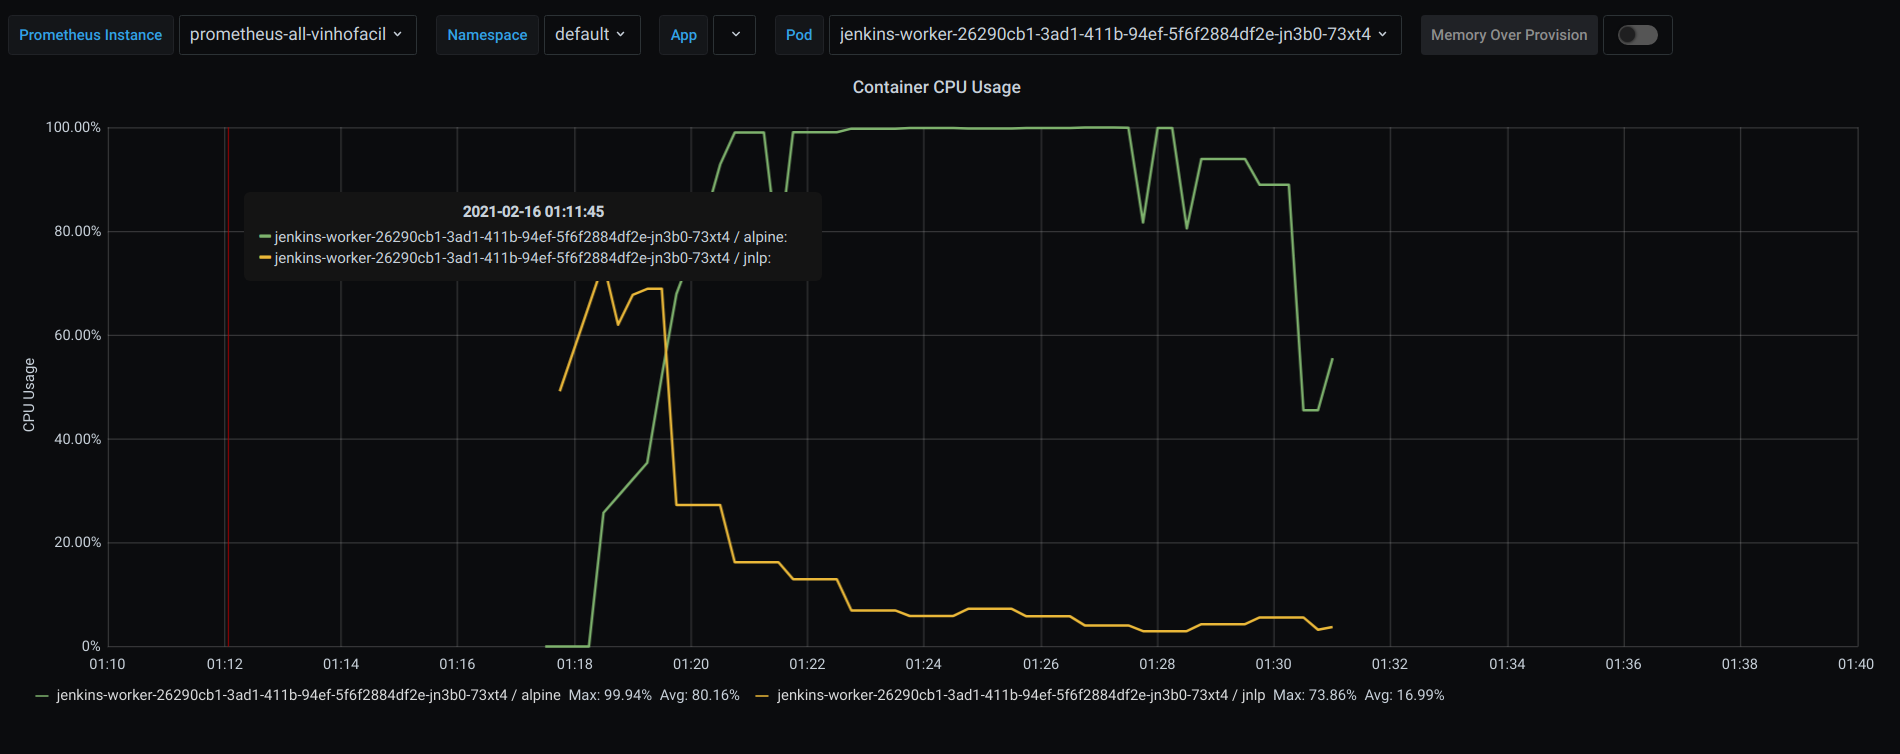 Prometheus Instance prometheus-all-vinhofacil Namespace default App Pod jenkins-worker-26290cb1-3ad1-411b-94ef-5f6f2884df2e-jn3b0-73xt4 Memory Over Provision
Container CPU Usage
100.00%
80.00%
60.00%
40.00%
20.00%
0%
CPU Usage
2021-02-16 01:11:45
jenkins-worker-26290cb1-3ad1-411b-94ef-5f6f2884df2e-jn3b0-73xt4 / alpine:
jenkins-worker-26290cb1-3ad1-411b-94ef-5f6f2884df2e-jn3b0-73xt4 / jnlp:
01:10 01:12 01:14 01:16 01:18 01:20 01:22 01:24 01:26 01:28 01:30 01:32 01:34 01:36 01:38 01:40
jenkins-worker-26290cb1-3ad1-411b-94ef-5f6f2884df2e-jn3b0-73xt4 / alpine Max: 99.94% Avg: 80.16% jenkins-worker-26290cb1-3ad1-411b-94ef-5f6f2884df2e-jn3b0-73xt4 / jnlp Max: 73.86% Avg: 16.99%